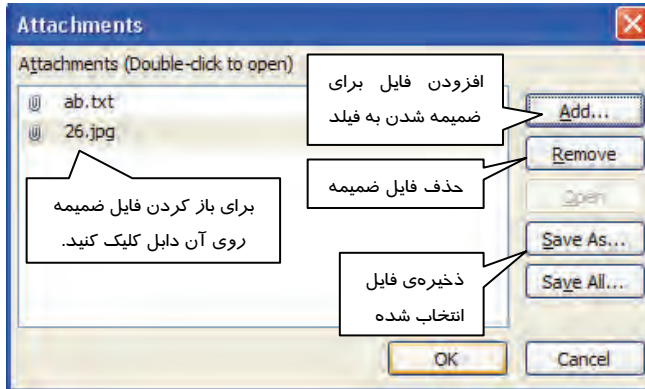 Attachments
Attachments (Double-click to open)
ab.txt
26.jpg
افزودن فایل برای
ضمیمه شدن به فیلد
Add...
حذف فایل ضمیمه
Remove
Open
برای باز کردن فایل ضمیمه
روی آن دابل کلیک کنید.
ذخیره‌ی فایل
انتخاب شده
Save As...
Save All...
OK
Cancel